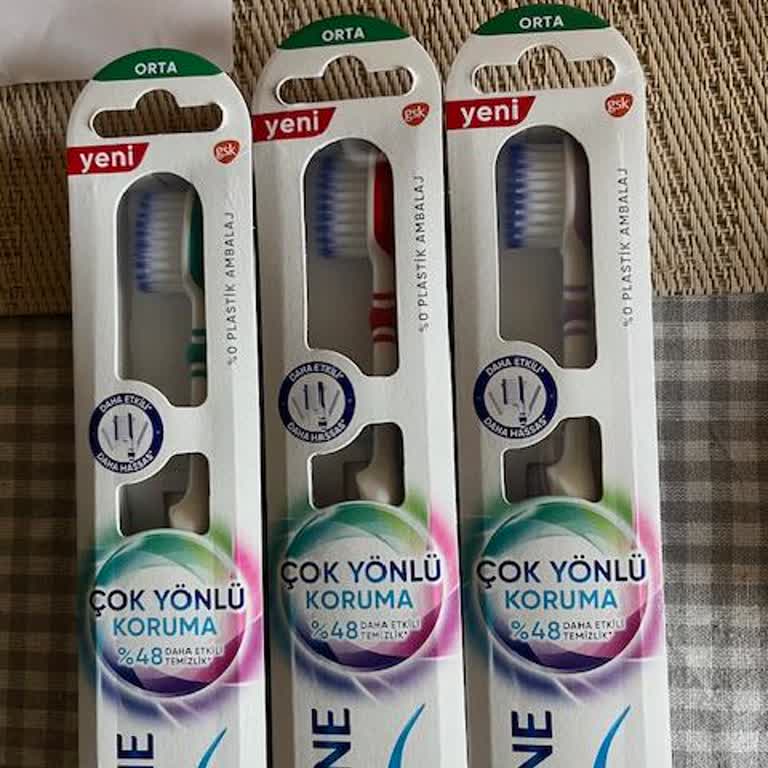 ORTA
yeni
gsk
%0 PLASTİK AMBALAJ
DAHA ETKİLİ*
DAHA HASSAS*
ÇOK YÖNLÜ
KORUMA
%48 DAHA ETKİLİ
TEMİZLİK*
NE
ORTA
yeni
gsk
%0 PLASTİK AMBALAJ
DAHA ETKİLİ*
DAHA HASSAS*
ÇOK YÖNLÜ
KORUMA
%48 DAHA ETKİLİ
TEMİZLİK*
NE
ORTA
yeni
gsk
%0 PLASTİK AMBALAJ
DAHA ETKİLİ*
DAHA HASSAS*
ÇOK YÖNLÜ
KORUMA
%48 DAHA ETKİLİ
TEMİZLİK*
NE